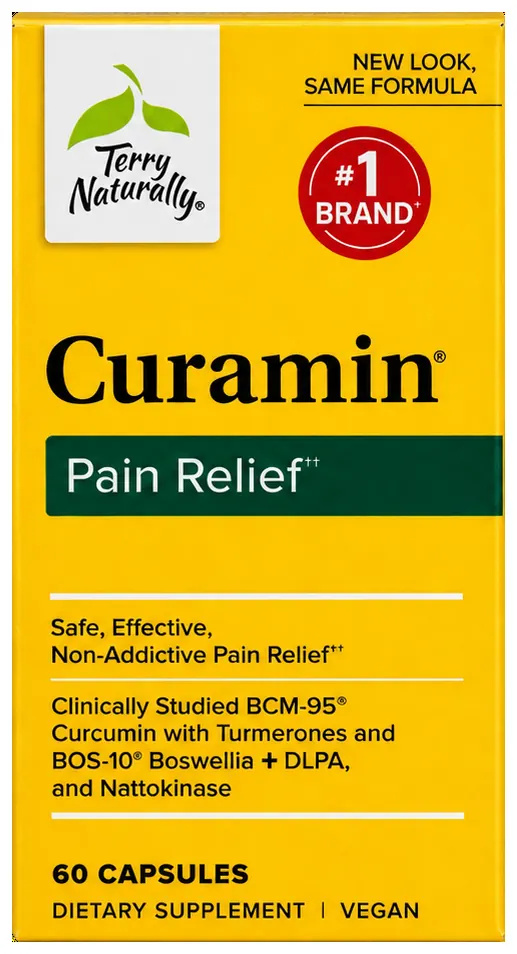 Terry
Naturally®
NEW LOOK,
SAME FORMULA
#1
BRAND⁺
Curamin®
Pain Relief⁺⁺
Safe, Effective,
Non-Addictive Pain Relief⁺⁺
Clinically Studied BCM-95®
Curcumin with Turmerones and
BOS-10® Boswellia + DLPA,
and Nattokinase
60 CAPSULES
DIETARY SUPPLEMENT | VEGAN